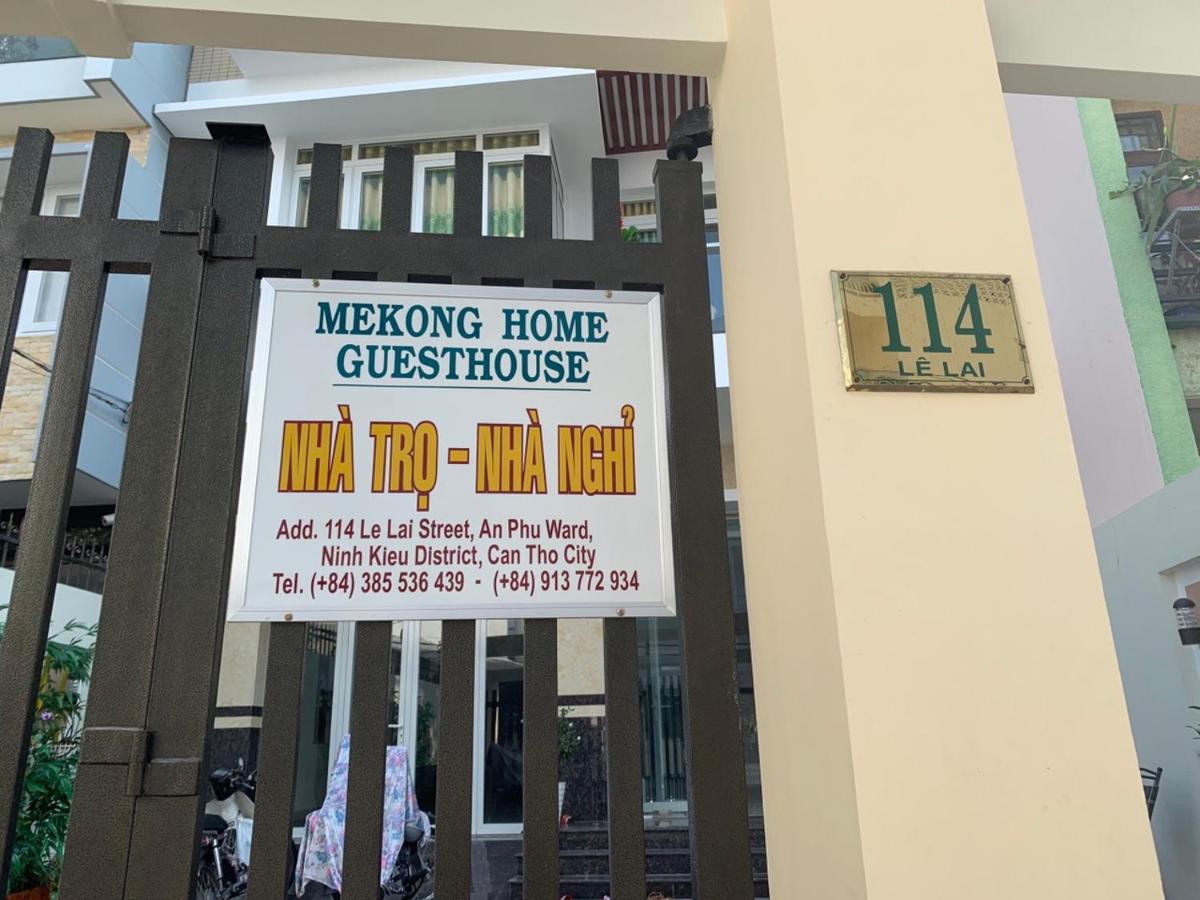 MEKONG HOME
GUESTHOUSE
NHÀ TRỌ - NHÀ NGHỈ
Add. 114 Le Lai Street, An Phu Ward,
Ninh Kieu District, Can Tho City
Tel. (+84) 385 536 439 - (+84) 913 772 934
114
LÊ LAI